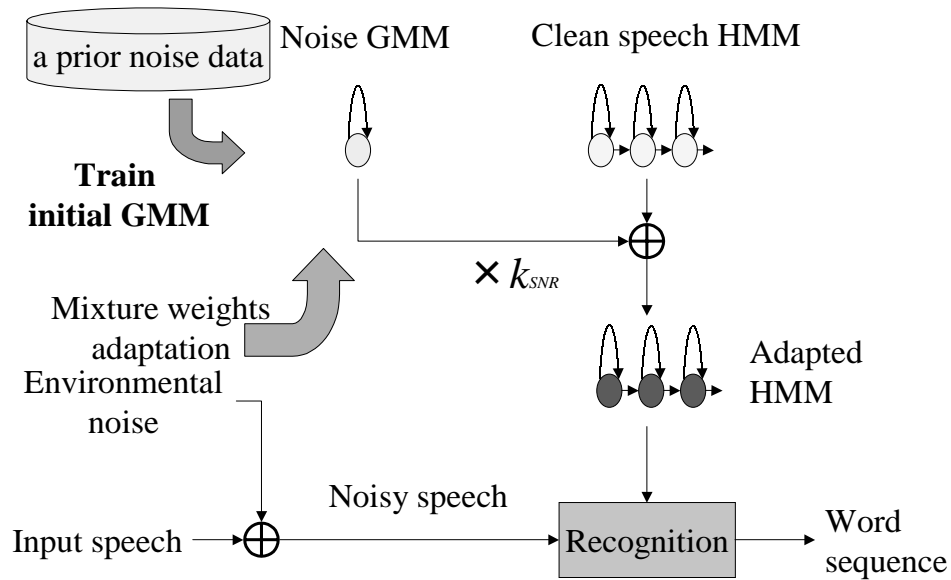 Noise GMM
Clean speech HMM
a prior noise data
Train
initial GMM
× k SNR
Mixture weights
adaptation
Adapted
HMM
Environmental
noise
Noisy speech
Input speech
Recognition
Word
sequence